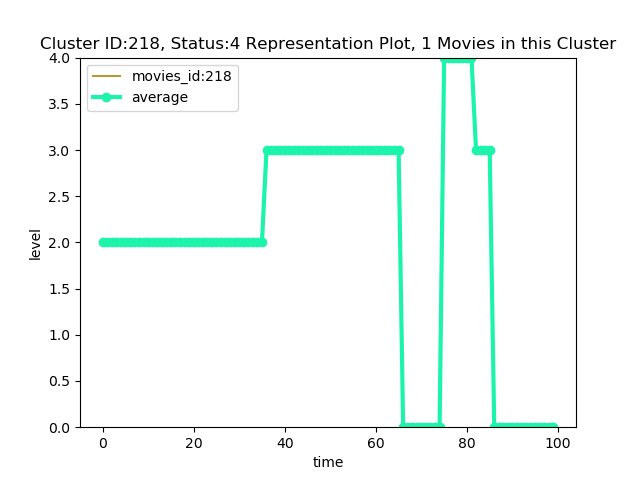 Cluster ID:218, Status:4 Representation Plot, 1 Movies in this Cluster
movies_id:218
average
level
4.0
3.5
3.0
2.5
2.0
1.5
1.0
0.5
0.0
0 20 40 60 80 100
time